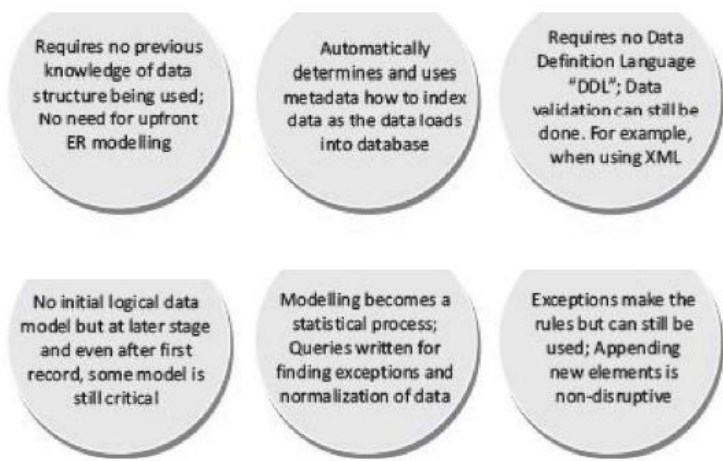 Requires no previous
knowledge of data
structure being used;
No need for upfront
ER modelling
Automatically
determines and uses
metadata how to index
data as the data loads
into database
Requires no Data
Definition Language
“DDL”; Data
validation can still be
done. For example,
when using XML
No initial logical data
model but at later stage
and even after first
record, some model is
still critical
Modelling becomes a
statistical process;
Queries written for
finding exceptions and
normalization of data
Exceptions make the
rules but can still be
used; Appending
new elements is
non-disruptive